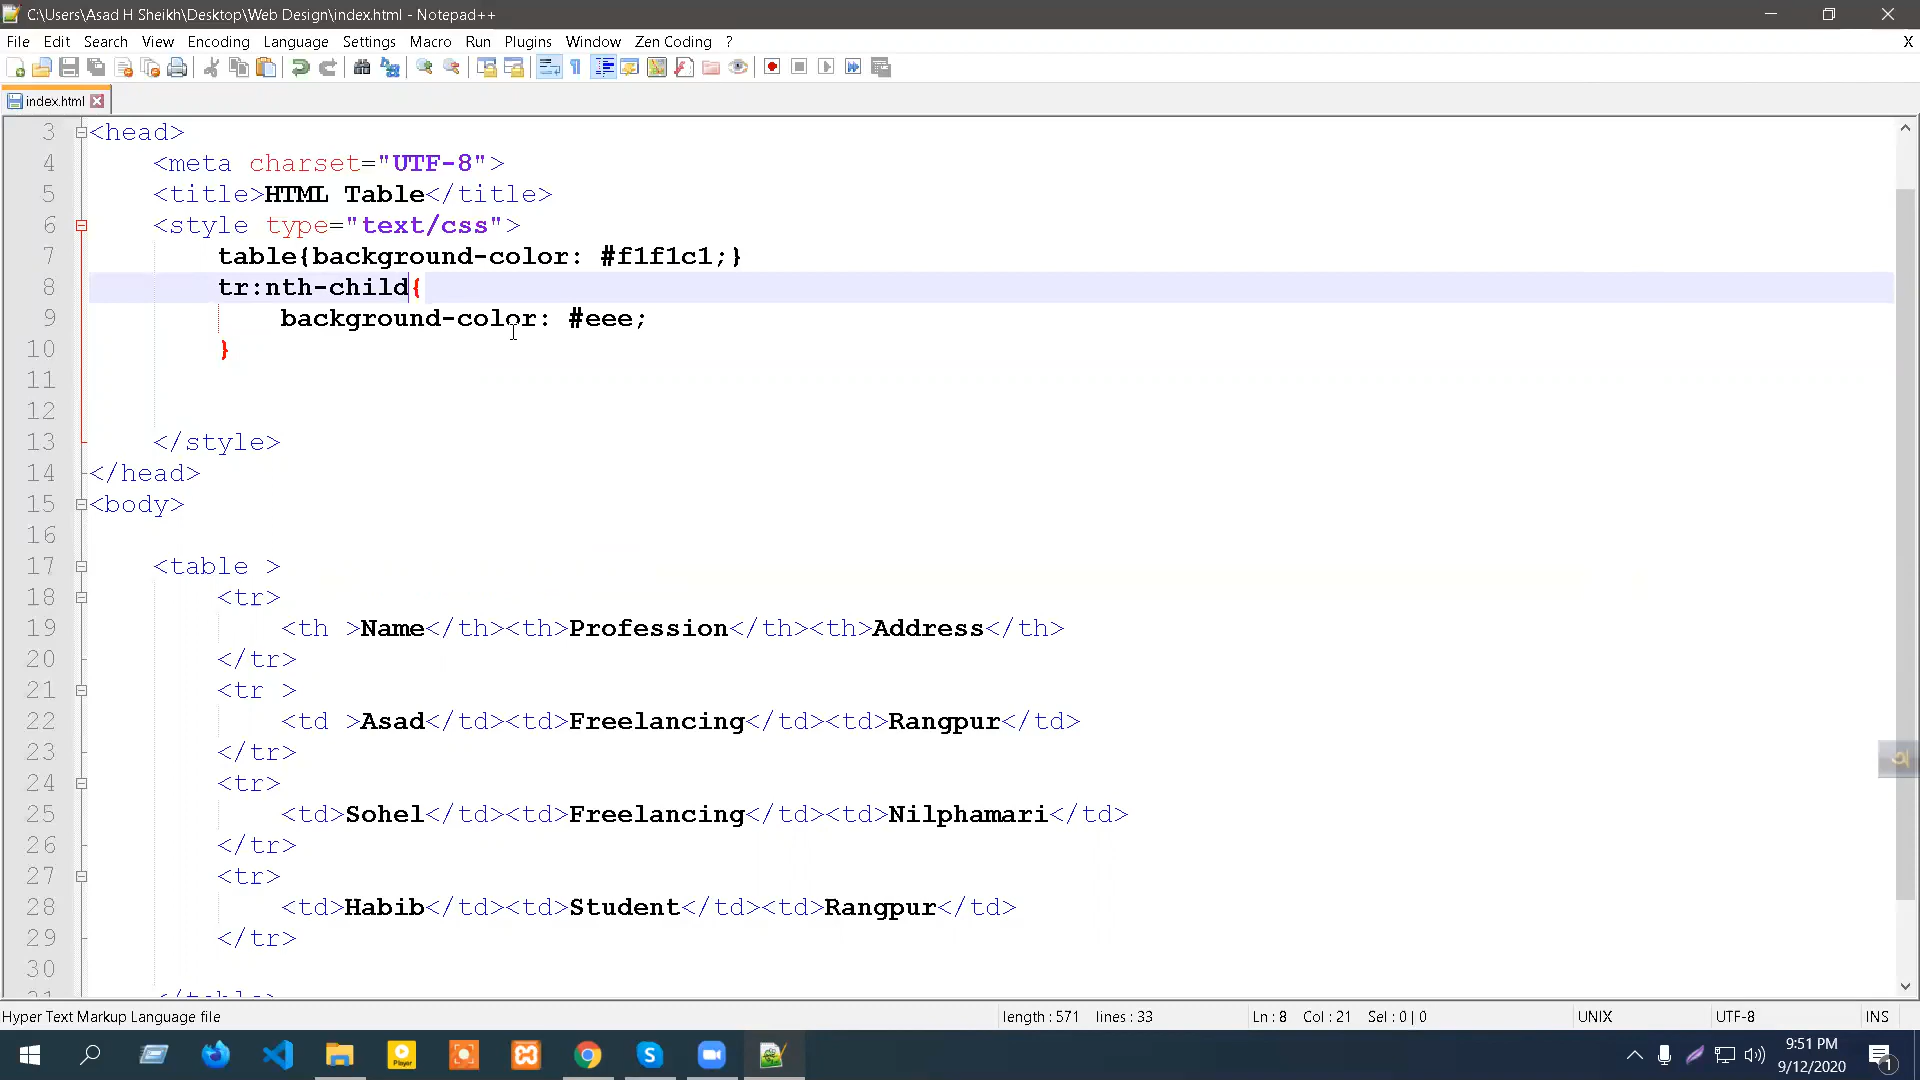 C:\Users\Asad H Sheikh\Desktop\Web Design\index.html - Notepad++
File Edit Search View Encoding Language Settings Macro Run Plugins Window Zen Coding ? X
index.html
3 <head>
4 <meta charset="UTF-8">
5 <title>HTML Table</title>
6 <style type="text/css">
7 table{background-color: #f1f1c1;}
8 tr:nth-child{
9 background-color: #eee;
10 }
11
12
13 </style>
14 </head>
15 <body>
16
17 <table >
18 <tr>
19 <th >Name</th><th>Profession</th><th>Address</th>
20 </tr>
21 <tr >
22 <td >Asad</td><td>Freelancing</td><td>Rangpur</td>
23 </tr>
24 <tr>
25 <td>Sohel</td><td>Freelancing</td><td>Nilphamari</td>
26 </tr>
27 <tr>
28 <td>Habib</td><td>Student</td><td>Rangpur</td>
29 </tr>
30
31 </table>
Hyper Text Markup Language file length : 571 lines : 33 Ln : 8 Col : 21 Sel : 0 | 0 UNIX UTF-8 INS
Player
9:51 PM
9/12/2020
1